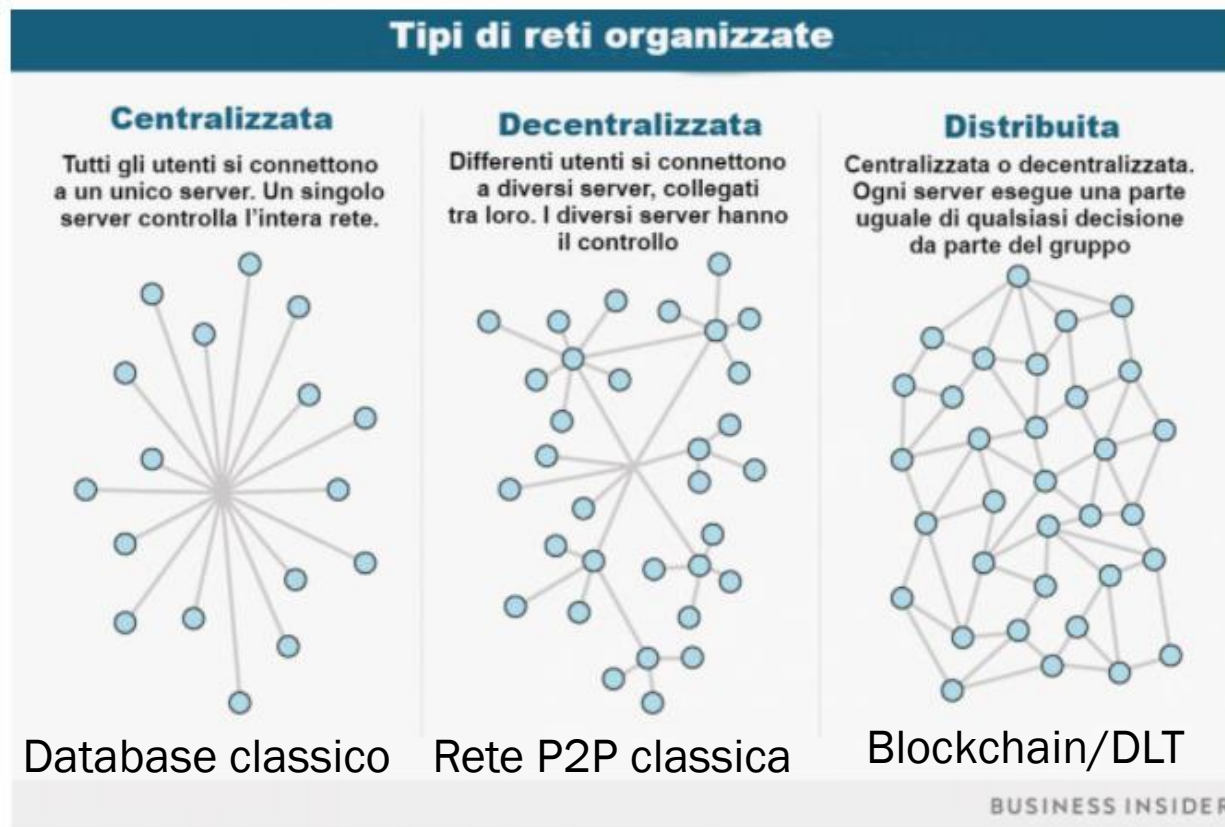 Tipi di reti organizzate
Centralizzata
Tutti gli utenti si connettono
a un unico server. Un singolo
server controlla l'intera rete.
Decentralizzata
Differenti utenti si connettono
a diversi server, collegati
tra loro. I diversi server hanno
il controllo
Distribuita
Centralizzata o decentralizzata.
Ogni server esegue una parte
uguale di qualsiasi decisione
da parte del gruppo
Database classico
Rete P2P classica
Blockchain/DLT
BUSINESS INSIDER